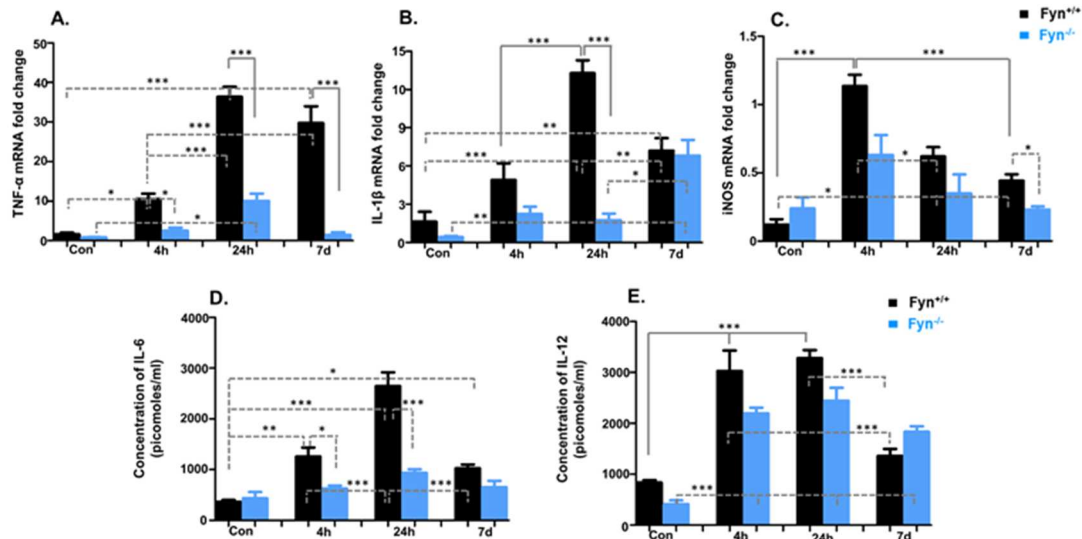 A.
TNF-α mRNA fold change
50
40
30
20
10
0
Con 4h 24h 7d
***
***
***
***
***
*
*
*
B.
IL-1β mRNA fold change
15
12
9
6
3
0
Con 4h 24h 7d
***
***
**
***
**
*
**
C.
Fyn+/+
Fyn-/-
iNOS mRNA fold change
1.5
1
0.5
0
Con 4h 24h 7d
***
***
*
*
*
D.
Concentration of IL-6
(picomoles/ml)
4000
3000
2000
1000
0
Con 4h 24h 7d
*
***
***
**
*
***
***
E.
Fyn+/+
Fyn-/-
Concentration of IL-12
(picomoles/ml)
4000
3000
2000
1000
0
Con 4h 24h 7d
***
***
***
***